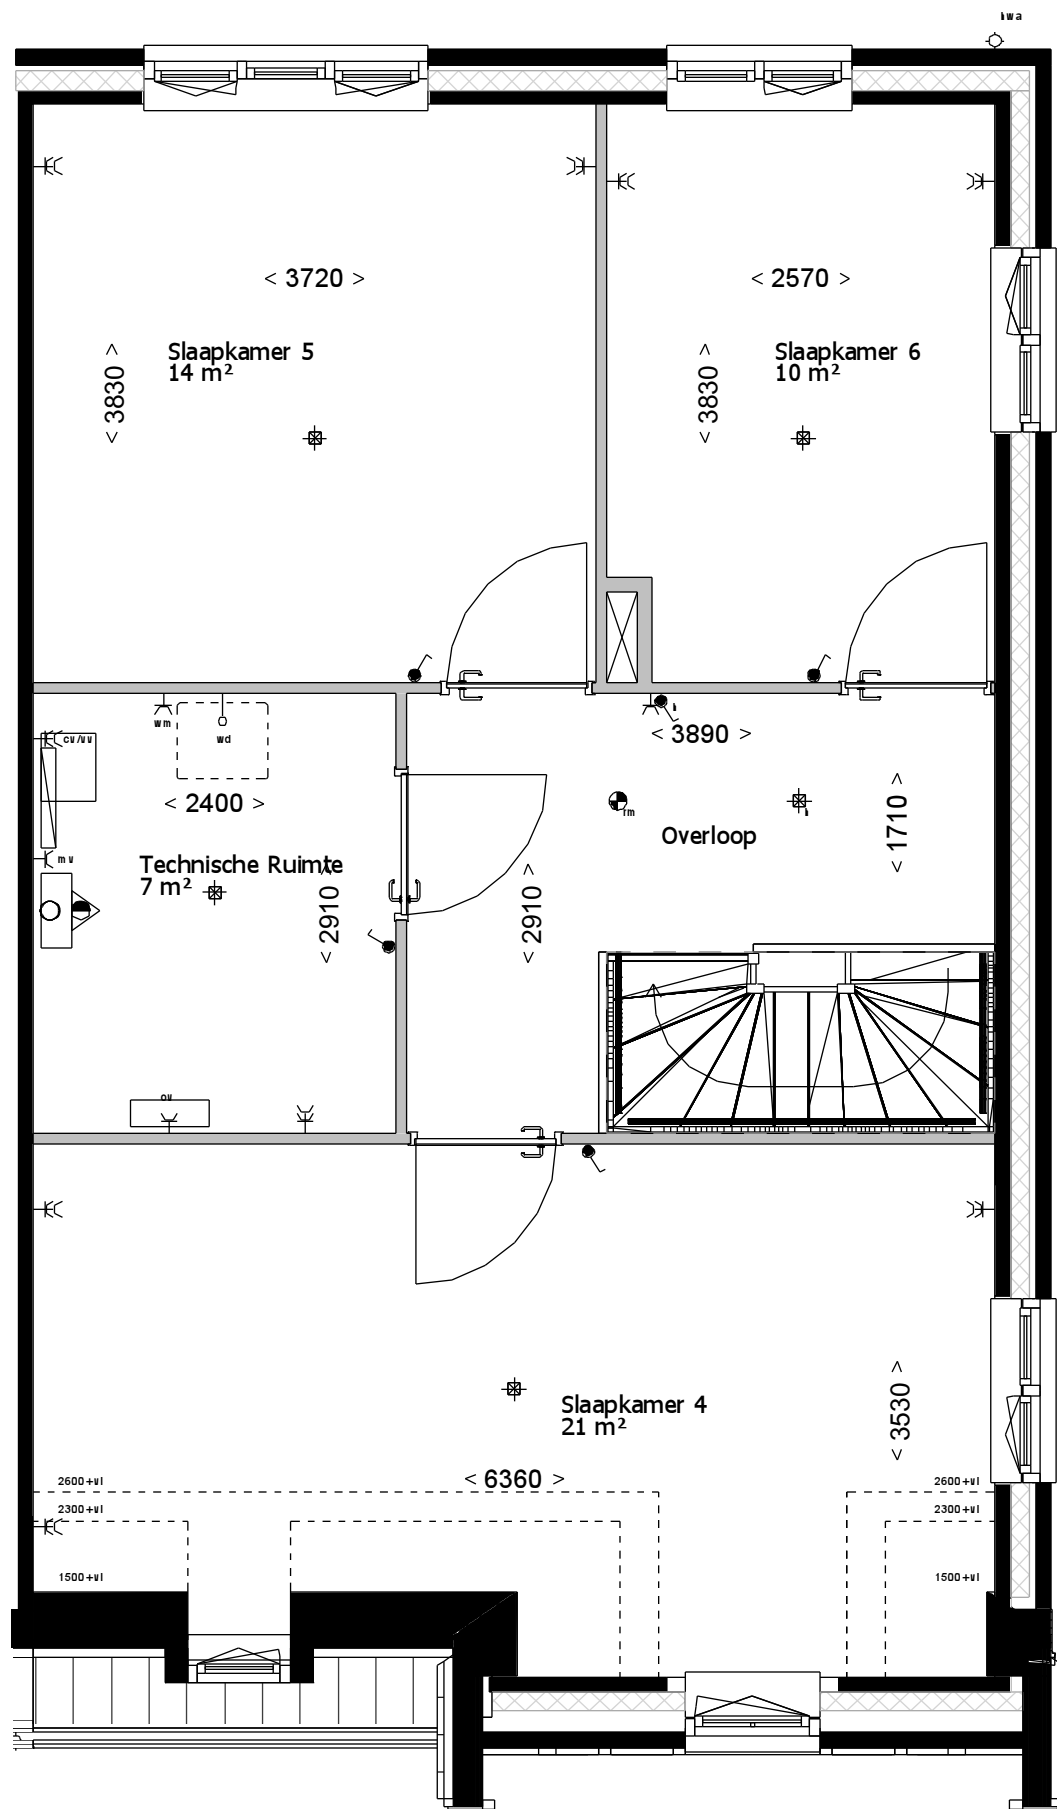 hwa
< 3720 >
< 2570 >
Slaapkamer 5
14 m²
< 3830 >
Slaapkamer 6
10 m²
< 3830 >
wm
wd
cv/vv
< 3890 >
< 2400 >
rm
Overloop
< 1710 >
mv
Technische Ruimte
7 m²
< 2910 >
< 2910 >
ov
Slaapkamer 4
21 m²
< 3530 >
< 6360 >
2600+vl
2600+vl
2300+vl
2300+vl
1500+vl
1500+vl